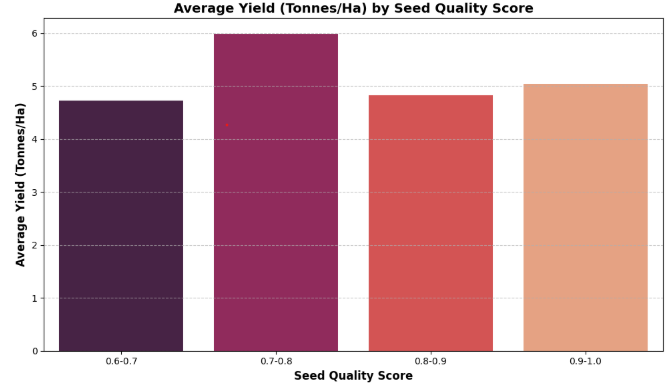 Average Yield (Tonnes/Ha) by Seed Quality Score
Average Yield (Tonnes/Ha)
6
5
4
3
2
1
0
0.6-0.7 0.7-0.8 0.8-0.9 0.9-1.0
Seed Quality Score